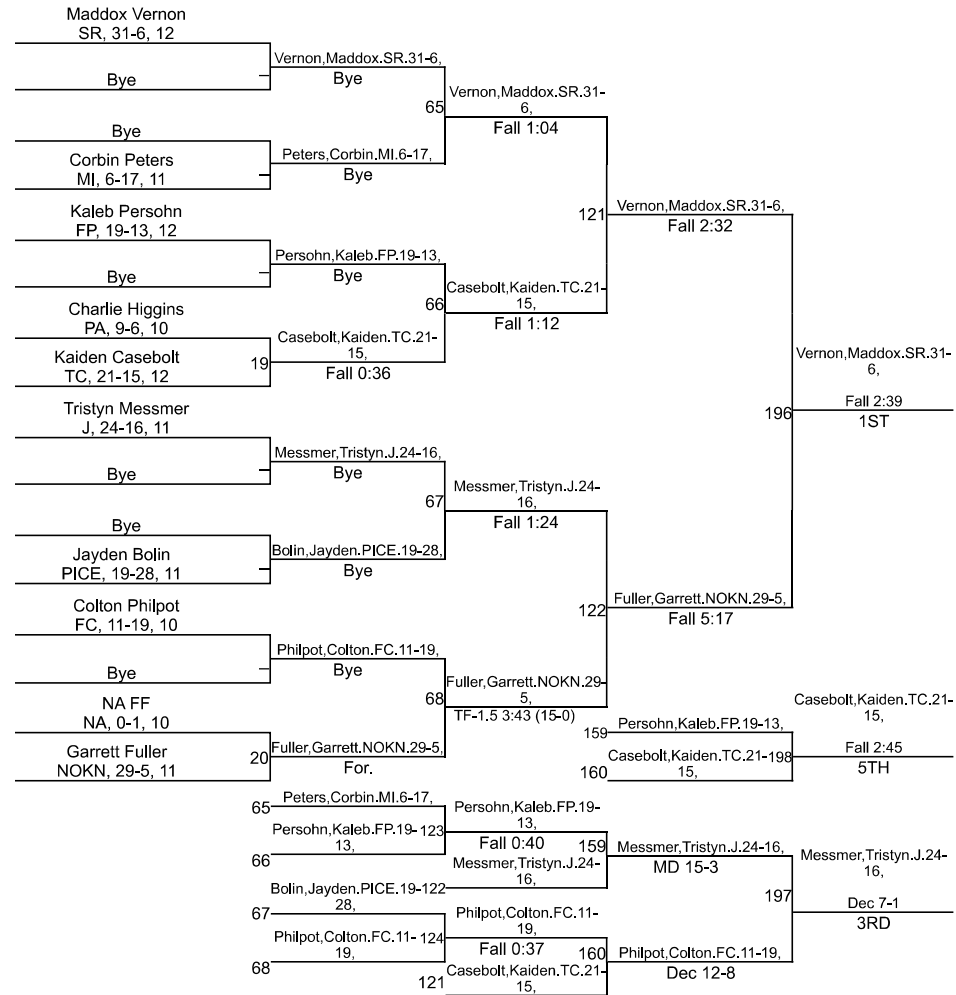 Maddox Vernon
SR, 31-6, 12
Bye
Vernon,Maddox.SR.31-6,
Bye
65
Vernon,Maddox.SR.31-
6,
Fall 1:04
Bye
Corbin Peters
MI, 6-17, 11
Peters,Corbin.MI.6-17,
Bye
121
Vernon,Maddox.SR.31-6,
Fall 2:32
Kaleb Persohn
FP, 19-13, 12
Bye
Persohn,Kaleb.FP.19-13,
Bye
66
Casebolt,Kaiden.TC.21-
15,
Fall 1:12
Charlie Higgins
PA, 9-6, 10
Kaiden Casebolt
TC, 21-15, 12
19
Casebolt,Kaiden.TC.21-
15,
Fall 0:36
196
Vernon,Maddox.SR.31-
6,
Fall 2:39
1ST
Tristyn Messmer
J, 24-16, 11
Bye
Messmer,Tristyn.J.24-16,
Bye
67
Messmer,Tristyn.J.24-
16,
Fall 1:24
Bye
Jayden Bolin
PICE, 19-28, 11
Bolin,Jayden.PICE.19-28,
Bye
122
Fuller,Garrett.NOKN.29-5,
Fall 5:17
Colton Philpot
FC, 11-19, 10
Bye
Philpot,Colton.FC.11-19,
Bye
68
Fuller,Garrett.NOKN.29-
5,
TF-1.5 3:43 (15-0)
NA FF
NA, 0-1, 10
Garrett Fuller
NOKN, 29-5, 11
20
Fuller,Garrett.NOKN.29-5,
For.
159
Persohn,Kaleb.FP.19-13,
160
Casebolt,Kaiden.TC.21-
15,
198
Casebolt,Kaiden.TC.21-
15,
Fall 2:45
5TH
65
Peters,Corbin.MI.6-17,
66
Persohn,Kaleb.FP.19-
13,
123
Persohn,Kaleb.FP.19-
13,
Fall 0:40
122
Messmer,Tristyn.J.24-
16,
159
Messmer,Tristyn.J.24-16,
MD 15-3
67
Bolin,Jayden.PICE.19-
28,
68
Philpot,Colton.FC.11-
19,
124
Philpot,Colton.FC.11-
19,
Fall 0:37
121
Casebolt,Kaiden.TC.21-
15,
160
Philpot,Colton.FC.11-19,
Dec 12-8
197
Messmer,Tristyn.J.24-
16,
Dec 7-1
3RD